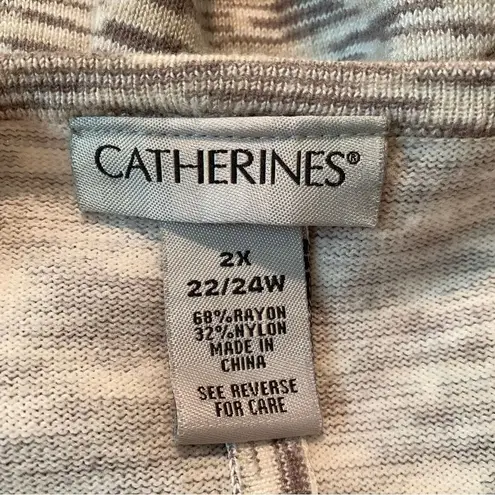 CATHERINES®
2X
22/24W
68%RAYON
32%NYLON
MADE IN
CHINA
SEE REVERSE
FOR CARE